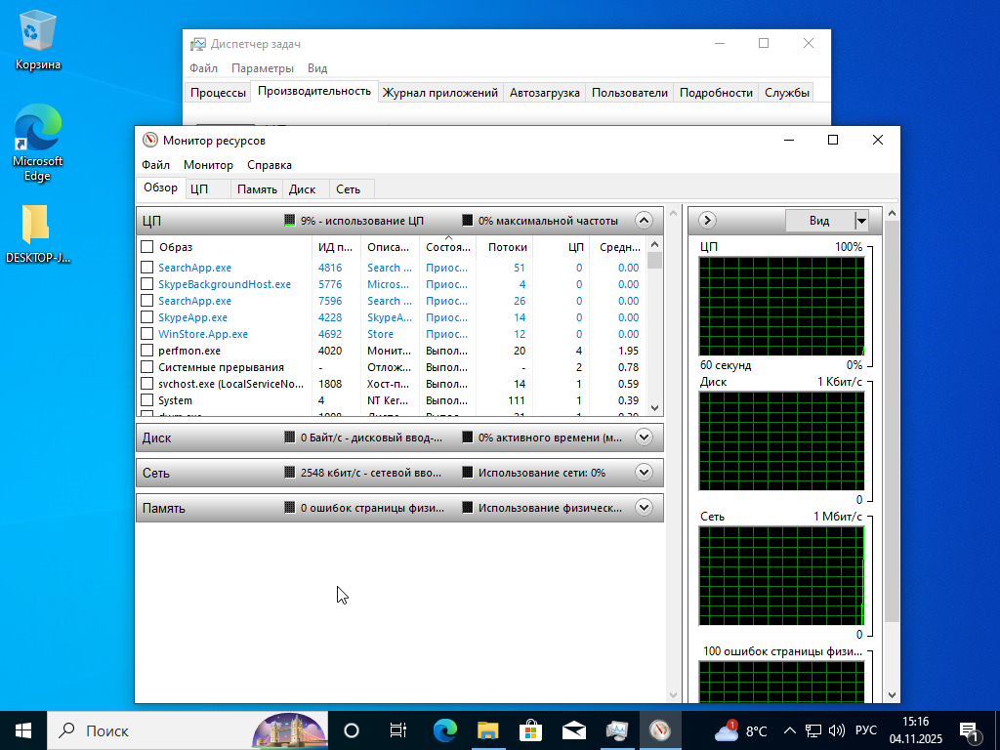 Корзина
Microsoft
Edge
DESKTOP-J...
Диспетчер задач
Файл Параметры Вид
Процессы Производительность Журнал приложений Автозагрузка Пользователи Подробности Службы
Монитор ресурсов
Файл Монитор Справка
Обзор ЦП Память Диск Сеть
ЦП 9% - использование ЦП 0% максимальной частоты
Образ ИД п... Описа... Состоя... Потоки ЦП Средн...
SearchApp.exe 4816 Search ... Приос... 51 0 0.00
SkypeBackgroundHost.exe 5776 Micros... Приос... 4 0 0.00
SearchApp.exe 7596 Search ... Приос... 26 0 0.00
SkypeApp.exe 4228 SkypeA... Приос... 14 0 0.00
WinStore.App.exe 4692 Store Приос... 12 0 0.00
perfmon.exe 4020 Монит... Выпол... 20 4 1.95
Системные прерывания - Отлож... Выпол... - 2 0.78
svchost.exe (LocalServiceNo... 1808 Хост-п... Выпол... 14 1 0.59
System 4 NT Ker... Выпол... 111 1 0.39
Диск 0 Байт/с - дисковый ввод-... 0% активного времени (м...
Сеть 2548 кбит/с - сетевой вво... Использование сети: 0%
Память 0 ошибок страницы физи... Использование физическ...
Вид
ЦП 100%
60 секунд 0%
Диск 1 Кбит/с
0
Сеть 1 Мбит/с
0
100 ошибок страницы физи...
Поиск
1
8°C
РУС
15:16
04.11.2025
1